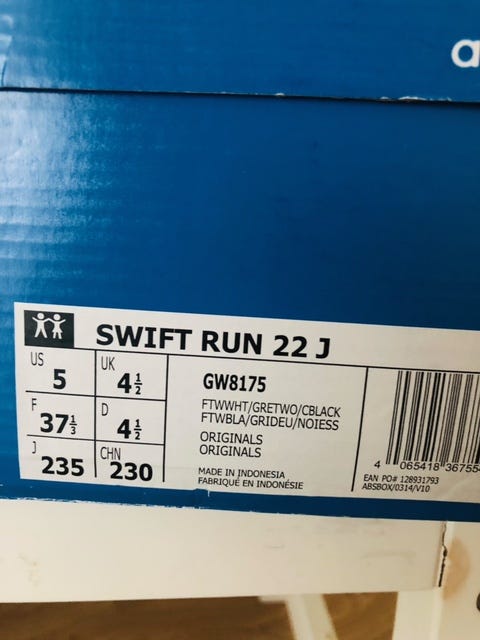 a
SWIFT RUN 22 J
US 5
UK 4½
F 37⅓
D 4½
J 235
CHN 230
GW8175
FTWWHT/GRETWO/CBLACK
FTWBLA/GRIDEU/NOIESS
ORIGINALS
ORIGINALS
MADE IN INDONESIA
FABRIQUÉ EN INDONÉSIE
4 065418 36755
EAN PO# 128931793
ABSBOX/0314/V10